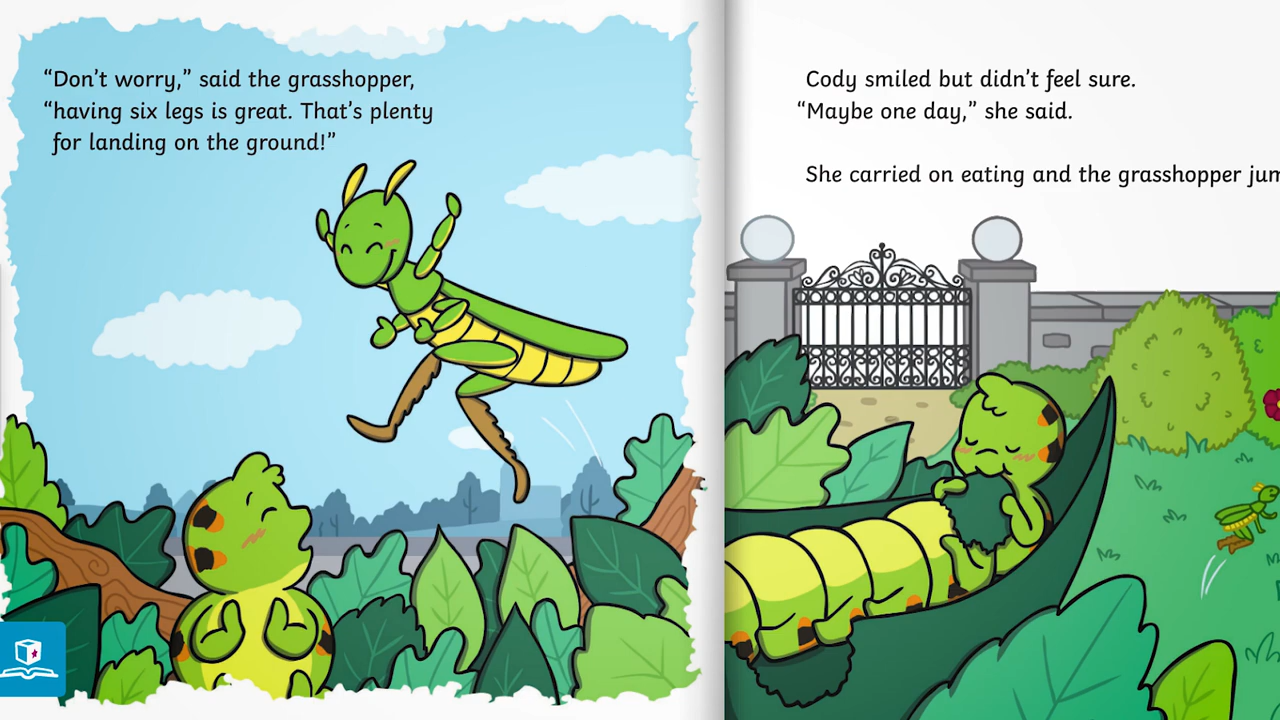 “Don’t worry,” said the grasshopper,
“having six legs is great. That’s plenty
for landing on the ground!”
Cody smiled but didn’t feel sure.
“Maybe one day,” she said.
She carried on eating and the grasshopper